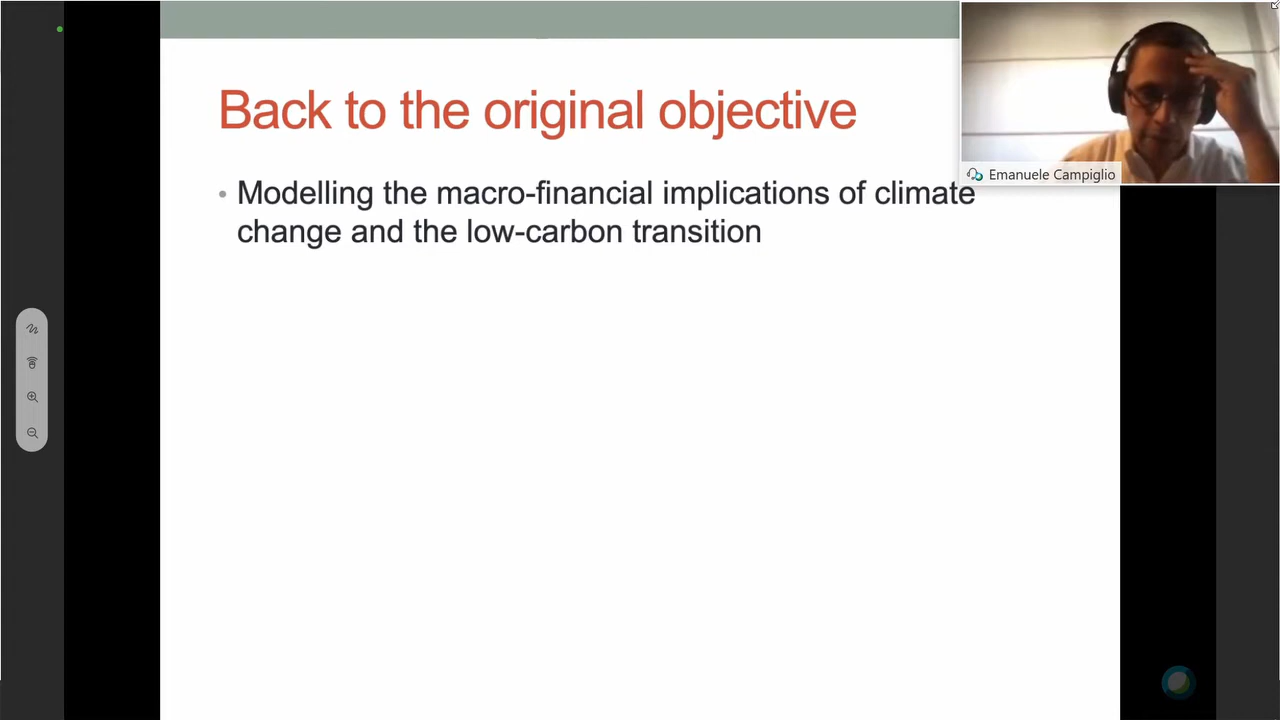 Back to the original objective
• Modelling the macro-financial implications of climate
change and the low-carbon transition
Emanuele Campiglio